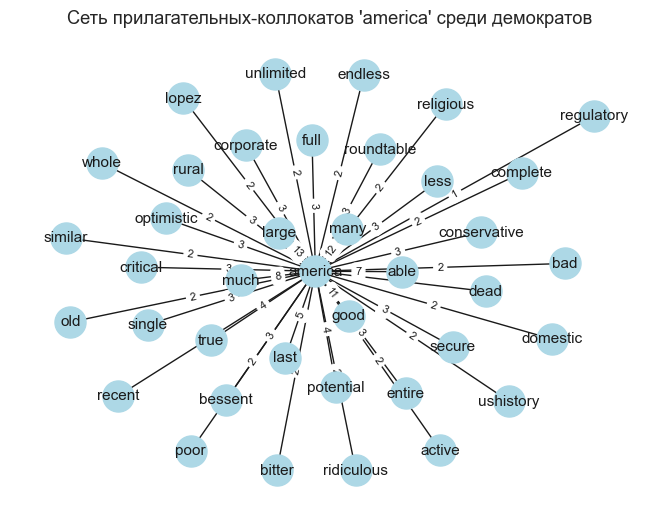 Сеть прилагательных-коллокатов 'america' среди демократов
unlimited
endless
lopez
religious
regulatory
corporate
full
roundtable
whole
rural
less
complete
2
2
2
3
3
3
2
1
optimistic
large
many
conservative
2
3
3
2
similar
3
13
12
3
critical
much
america
able
bad
2
3
8
7
2
old
single
good
dead
2
3
4
11
3
2
true
last
secure
domestic
3
5
4
3
2
recent
bessent
potential
entire
ushistory
2
2
poor
active
bitter
ridiculous